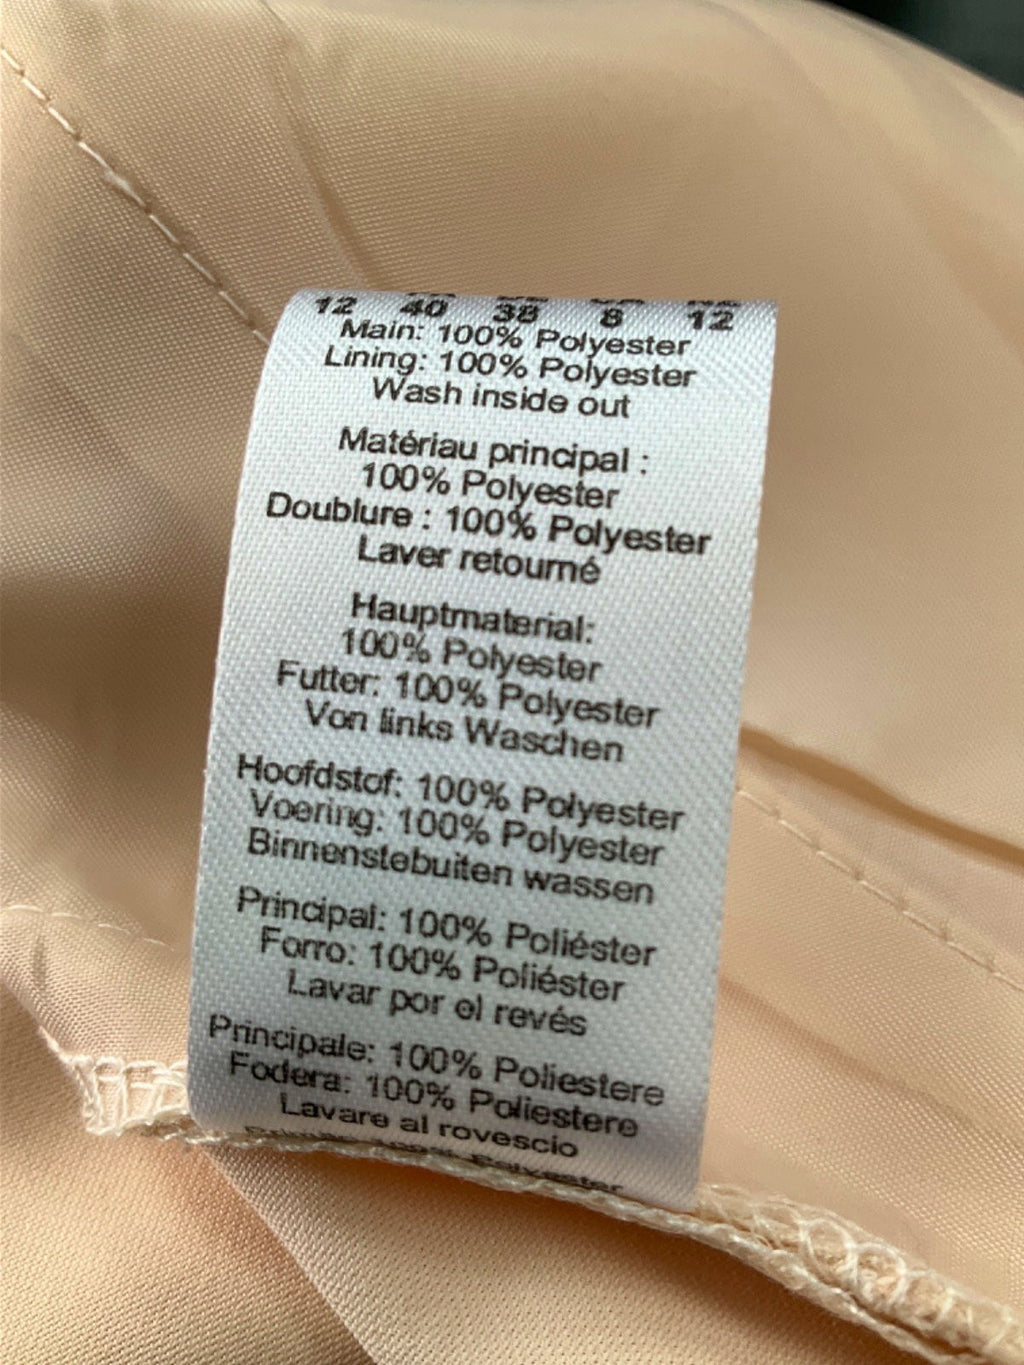 12 40 38 8 12
Main: 100% Polyester
Lining: 100% Polyester
Wash inside out
Matériau principal :
100% Polyester
Doublure : 100% Polyester
Laver retourné
Hauptmaterial:
100% Polyester
Futter: 100% Polyester
Von links Waschen
Hoofdstof: 100% Polyester
Voering: 100% Polyester
Binnenstebuiten wassen
Principal: 100% Poliéster
Forro: 100% Poliéster
Lavar por el revés
Principale: 100% Poliestere
Fodera: 100% Poliestere
Lavare al rovescio
Polyester